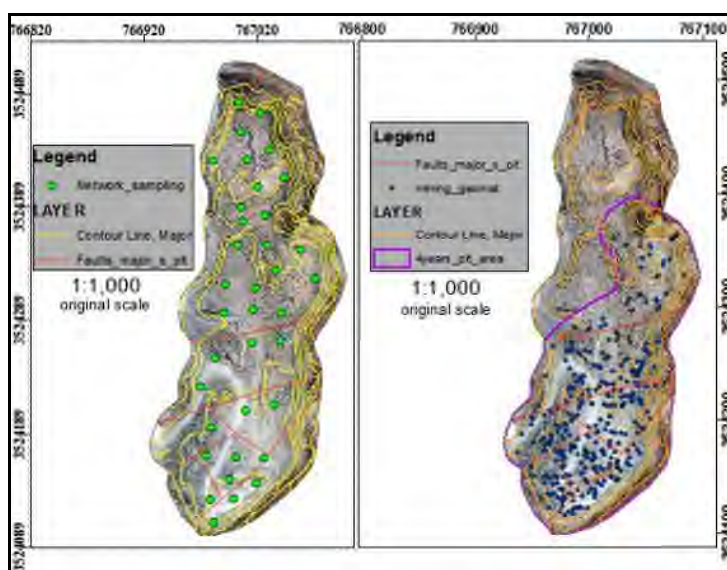 766820
766920
767020
766800
766900
767000
767100
3524489
3524389
3524289
3524189
3524089
Legend
Network_sampling
LAYER
Contour Line, Major
Faults_major_s_pit
1:1,000
original scale
Legend
Faults_major_s_pit
LAYER
Contour Line, Major
4years_pit_area
1:1,000
original scale